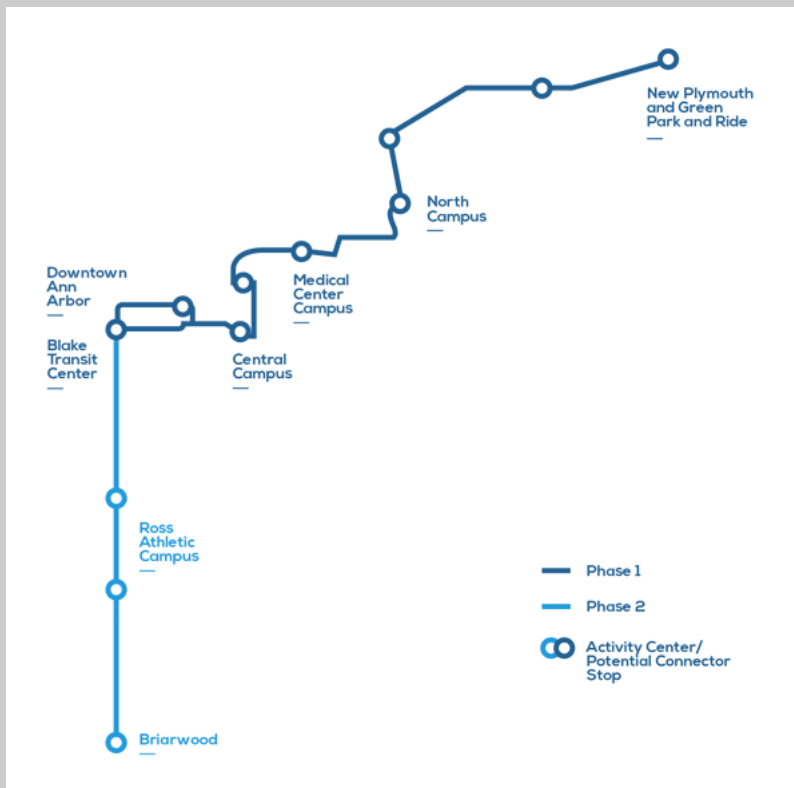 New Plymouth
and Green
Park and Ride
North
Campus
Downtown
Ann
Arbor
Medical
Center
Campus
Blake
Transit
Center
Central
Campus
Ross
Athletic
Campus
Phase 1
Phase 2
Activity Center/
Potential Connector
Stop
Briarwood